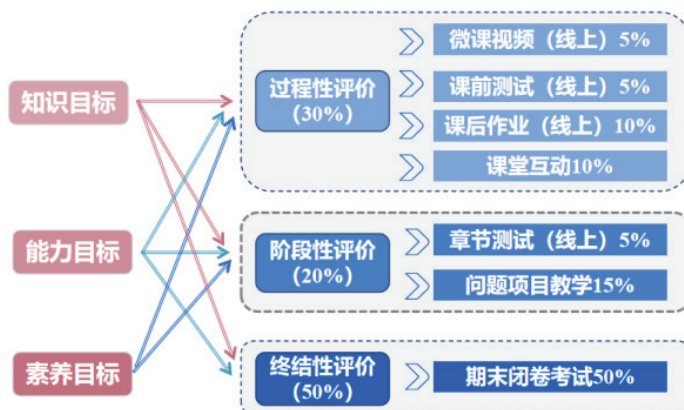 知识目标
能力目标
素养目标
过程性评价
（30%）
微课视频（线上）5%
课前测试（线上）5%
课后作业（线上）10%
课堂互动10%
阶段性评价
（20%）
章节测试（线上）5%
问题项目教学15%
终结性评价
（50%）
期末闭卷考试50%